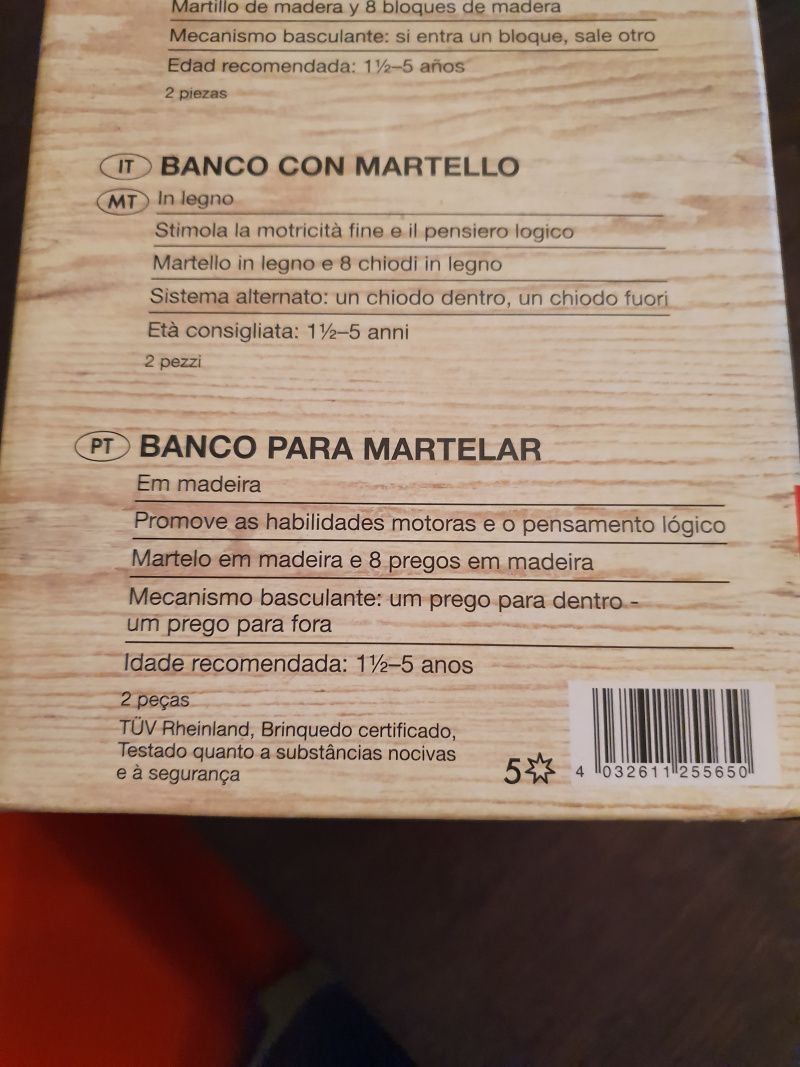 Martillo de madera y 8 bloques de madera
Mecanismo basculante: si entra un bloque, sale otro
Edad recomendada: 1½–5 años
2 piezas
IT BANCO CON MARTELLO
MT In legno
Stimola la motricità fine e il pensiero logico
Martello in legno e 8 chiodi in legno
Sistema alternato: un chiodo dentro, un chiodo fuori
Età consigliata: 1½–5 anni
2 pezzi
PT BANCO PARA MARTELAR
Em madeira
Promove as habilidades motoras e o pensamento lógico
Martelo em madeira e 8 pregos em madeira
Mecanismo basculante: um prego para dentro -
um prego para fora
Idade recomendada: 1½–5 anos
2 peças
TÜV Rheinland, Brinquedo certificado,
Testado quanto a substâncias nocivas
e à segurança
5
4 032611 255650